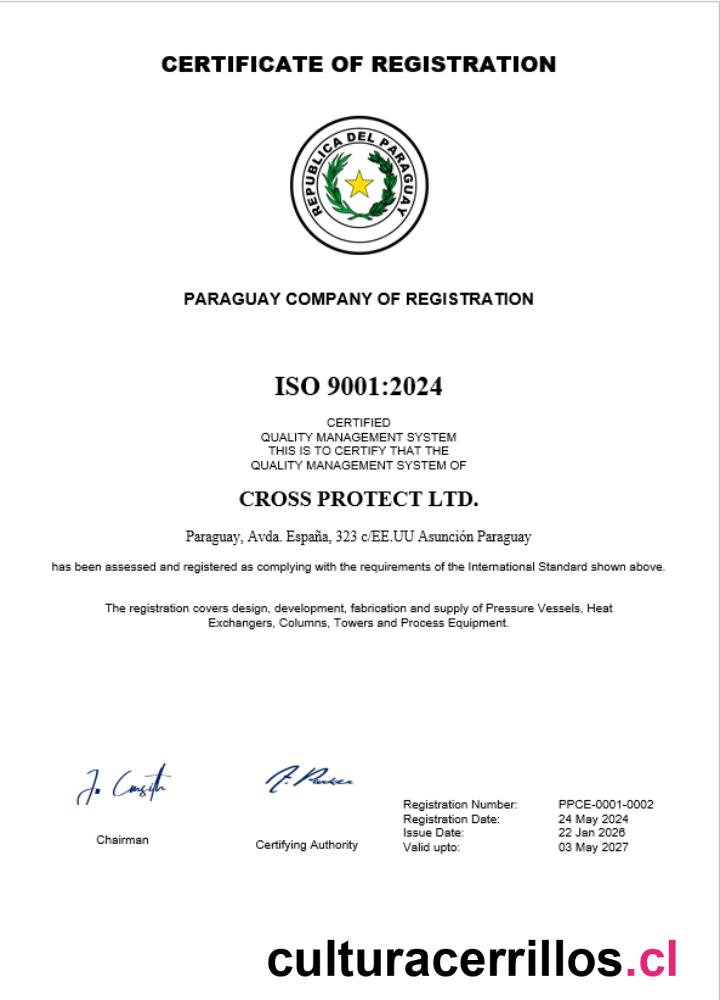 CERTIFICATE OF REGISTRATION
REPUBLICA DEL PARAGUAY
PARAGUAY COMPANY OF REGISTRATION
ISO 9001:2024
CERTIFIED
QUALITY MANAGEMENT SYSTEM
THIS IS TO CERTIFY THAT THE
QUALITY MANAGEMENT SYSTEM OF
CROSS PROTECT LTD.
Paraguay, Avda. España, 323 c/EE.UU Asunción Paraguay
has been assessed and registered as complying with the requirements of the International Standard shown above.
The registration covers design, development, fabrication and supply of Pressure Vessels, Heat
Exchangers, Columns, Towers and Process Equipment.
Chairman
Certifying Authority
Registration Number: PPCE-0001-0002
Registration Date: 24 May 2024
Issue Date: 22 Jan 2026
Valid upto: 03 May 2027
culturacerrillos.cl